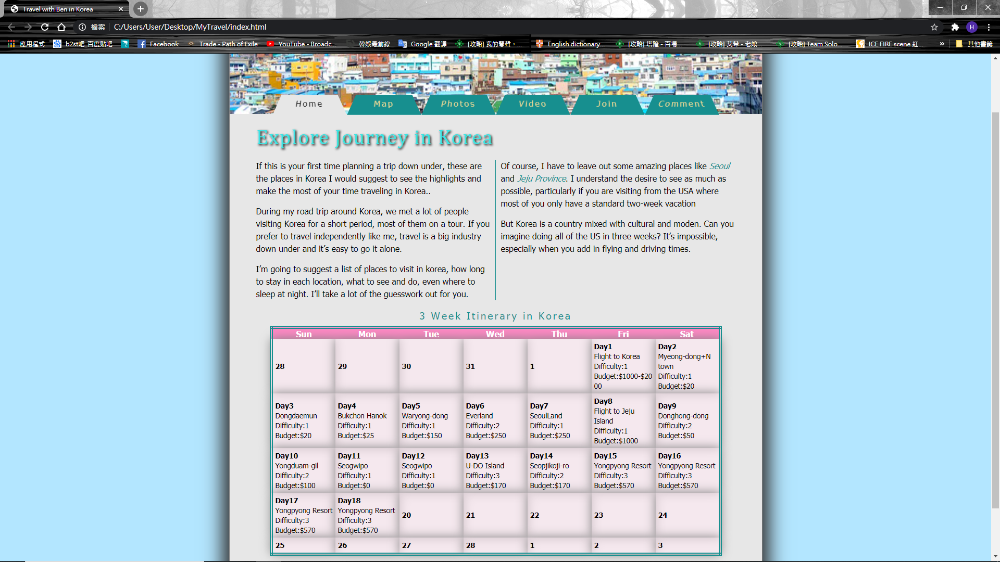 Travel with Ben in Korea
檔案 C:/Users/User/Desktop/MyTravel/index.html
H
應用程式 b2st吧_百度貼吧 Facebook Trade - Path of Exile YouTube - Broadc... 韓娛最前線 Google 翻譯 [攻略] 我的琴聲，... English dictionary,... [攻略] 塔隆 - 百場... [攻略] 艾希 - 老娘... [攻略] Team Solo... ICE FIRE scene 紅... » 其他書籤
Home Map Photos Video Join Comment
Explore Journey in Korea
If this is your first time planning a trip down under, these are
the places in Korea I would suggest to see the highlights and
make the most of your time traveling in Korea..
During my road trip around Korea, we met a lot of people
visiting Korea for a short period, most of them on a tour. If you
prefer to travel independently like me, travel is a big industry
down under and it’s easy to go it alone.
I’m going to suggest a list of places to visit in korea, how long
to stay in each location, what to see and do, even where to
sleep at night. I’ll take a lot of the guesswork out for you.
Of course, I have to leave out some amazing places like Seoul
and Jeju Province. I understand the desire to see as much as
possible, particularly if you are visiting from the USA where
most of you only have a standard two-week vacation
But Korea is a country mixed with cultural and moden. Can you
imagine doing all of the US in three weeks? It’s impossible,
especially when you add in flying and driving times.
3 Week Itinerary in Korea
Sun Mon Tue Wed Thu Fri Sat
28
29
30
31
1
Day1
Flight to Korea
Difficulty:1
Budget:$1000-$20
00
Day2
Myeong-dong+N
town
Difficulty:1
Budget:$20
Day3
Dongdaemun
Difficulty:1
Budget:$20
Day4
Bukchon Hanok
Difficulty:1
Budget:$25
Day5
Waryong-dong
Difficulty:1
Budget:$150
Day6
Everland
Difficulty:2
Budget:$250
Day7
SeoulLand
Difficulty:1
Budget:$250
Day8
Flight to Jeju
Island
Difficulty:1
Budget:$1000
Day9
Donghong-dong
Difficulty:2
Budget:$50
Day10
Yongduam-gil
Difficulty:2
Budget:$100
Day11
Seogwipo
Difficulty:1
Budget:$0
Day12
Seogwipo
Difficulty:1
Budget:$0
Day13
U-DO Island
Difficulty:3
Budget:$170
Day14
Seopjikoji-ro
Difficulty:2
Budget:$170
Day15
Yongpyong Resort
Difficulty:3
Budget:$570
Day16
Yongpyong Resort
Difficulty:3
Budget:$570
Day17
Yongpyong Resort
Difficulty:3
Budget:$570
Day18
Yongpyong Resort
Difficulty:3
Budget:$570
20
21
22
23
24
25
26
27
28
1
2
3